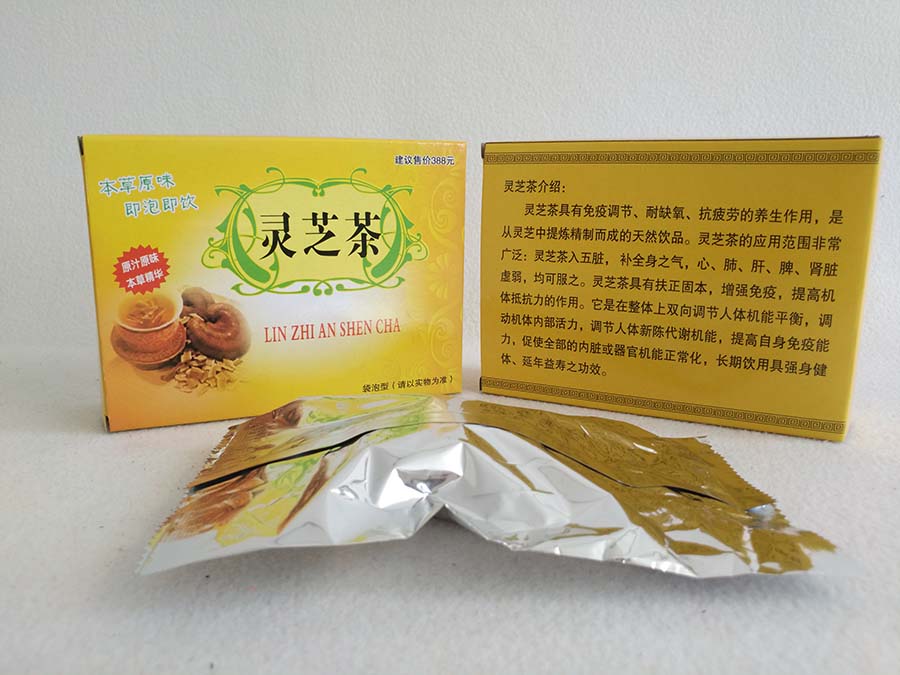 建议售价388元
本草原味
即泡即饮
灵芝茶
原汁原味
本草精华
LIN ZHI AN SHEN CHA
袋泡型（请以实物为准）
灵芝茶介绍：
灵芝茶具有免疫调节、耐缺氧、抗疲劳的养生作用，是
从灵芝中提炼精制而成的天然饮品。灵芝茶的应用范围非常
广泛：灵芝茶入五脏，补全身之气，心、肺、肝、脾、肾脏
虚弱，均可服之。灵芝茶具有扶正固本，增强免疫，提高机
体抵抗力的作用。它是在整体上双向调节人体机能平衡，调
动机体内部活力，调节人体新陈代谢机能，提高自身免疫能
力，促使全部的内脏或器官机能正常化，长期饮用具强身健
体、延年益寿之功效。